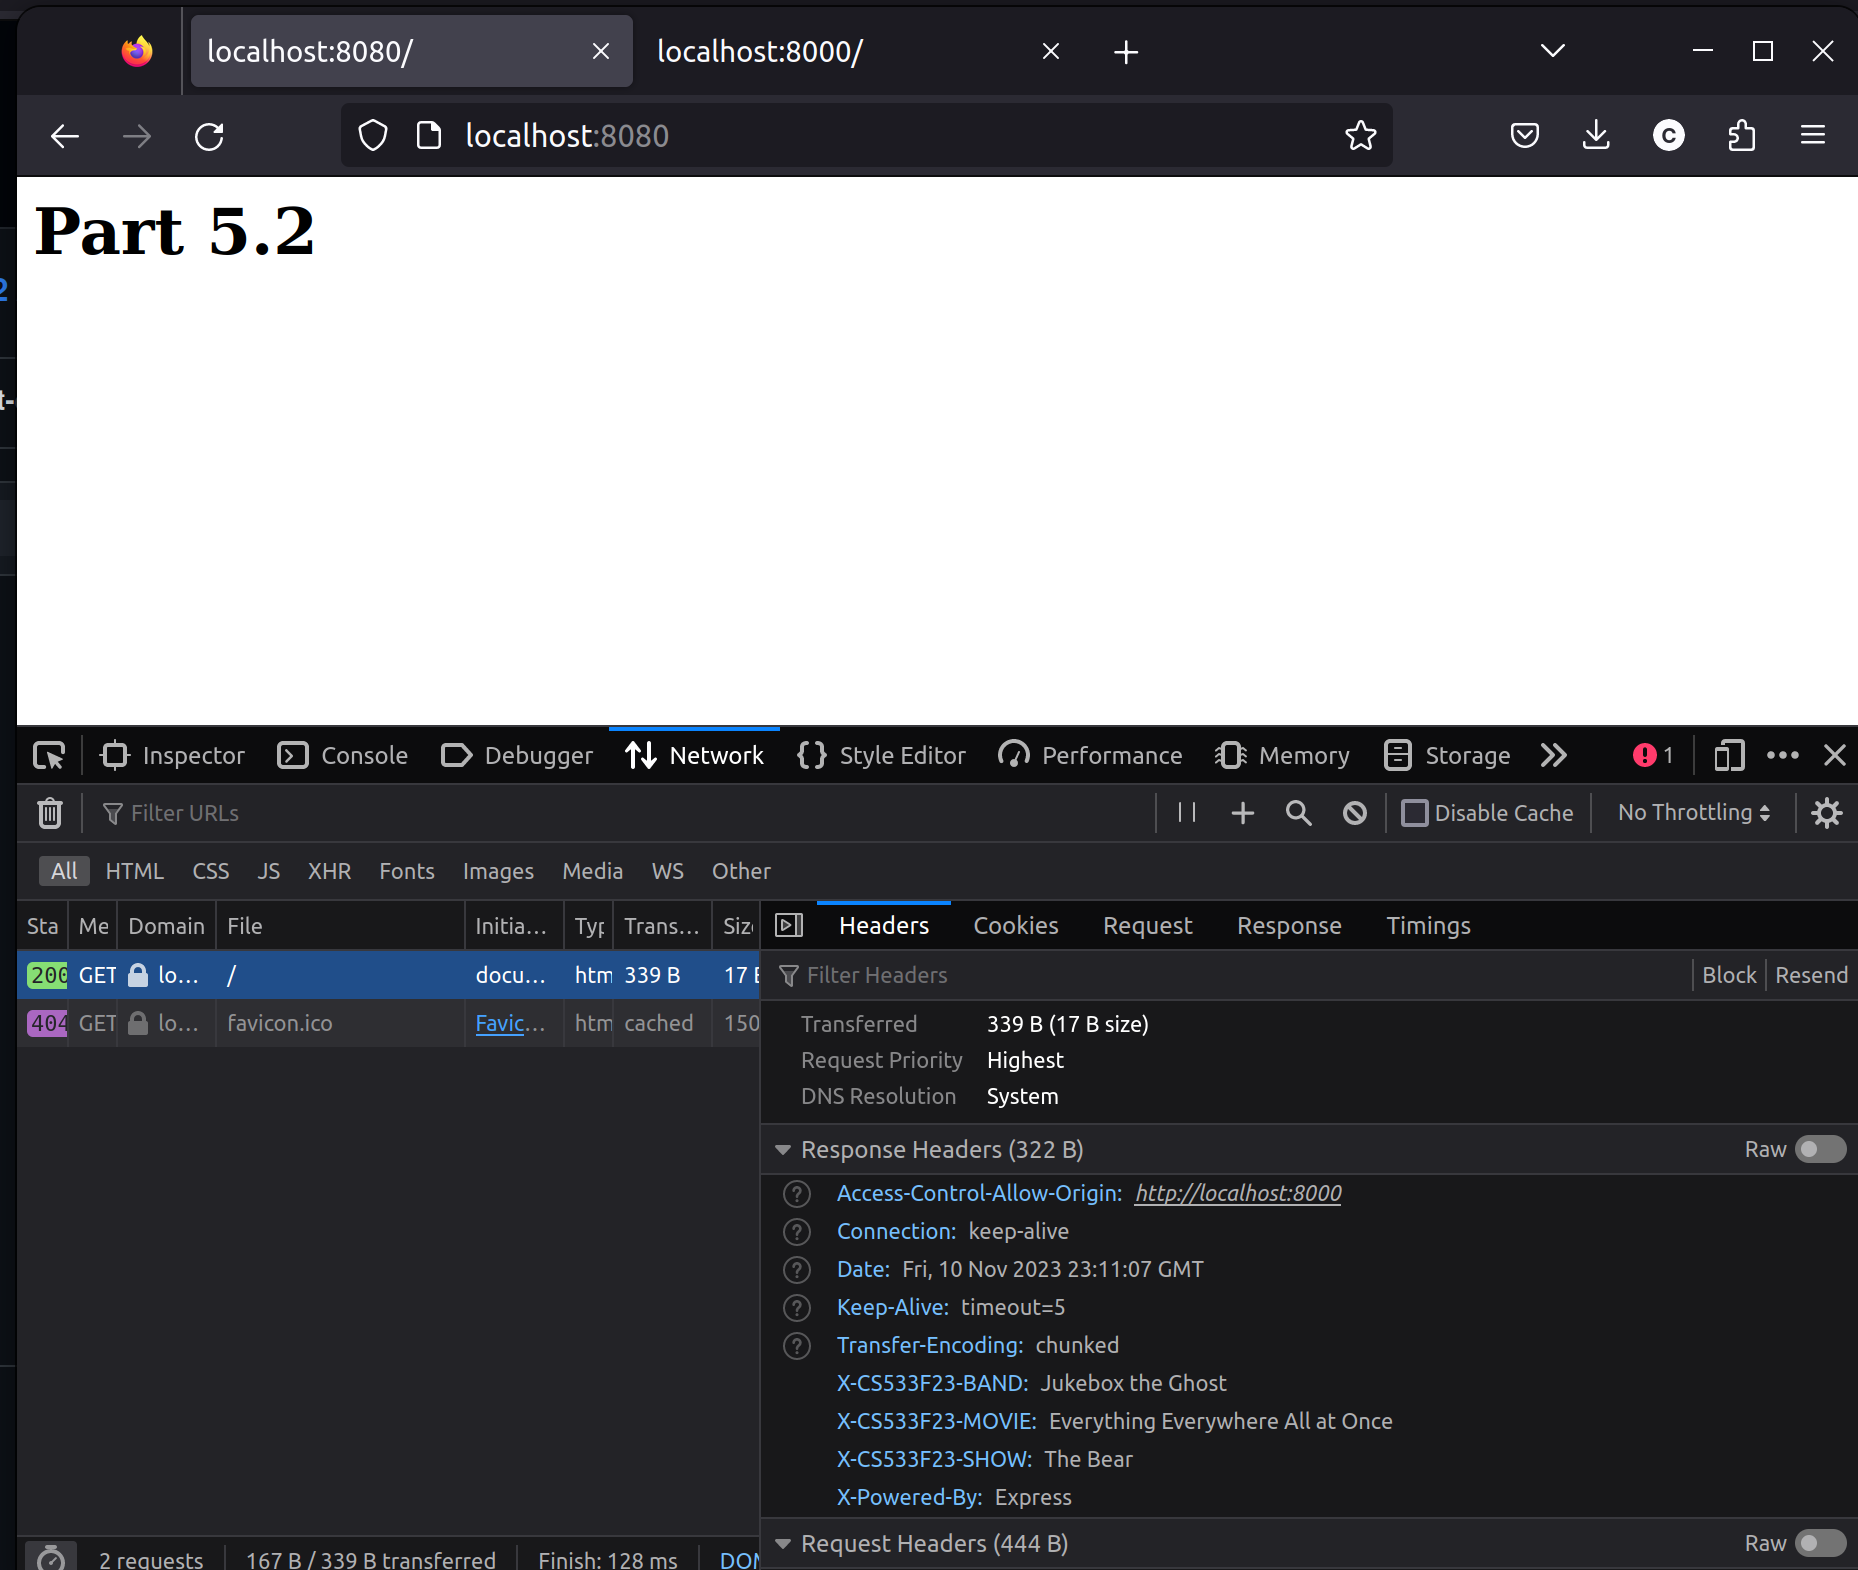 localhost:8080/ localhost:8000/
localhost:8080
C
Part 5.2
2
t-
Inspector Console Debugger Network Style Editor Performance Memory Storage 1
Filter URLs Disable Cache No Throttling
All HTML CSS JS XHR Fonts Images Media WS Other
Sta Me Domain File Initia... Typ Trans... Size
200 GET lo... / docu... htm 339 B 17 B
404 GET lo... favicon.ico Favic... htm cached 150
2 requests 167 B / 339 B transferred Finish: 128 ms DOM
Headers Cookies Request Response Timings
Filter Headers Block Resend
Transferred 339 B (17 B size)
Request Priority Highest
DNS Resolution System
Response Headers (322 B) Raw
? Access-Control-Allow-Origin: http://localhost:8000
? Connection: keep-alive
? Date: Fri, 10 Nov 2023 23:11:07 GMT
? Keep-Alive: timeout=5
? Transfer-Encoding: chunked
X-CS533F23-BAND: Jukebox the Ghost
X-CS533F23-MOVIE: Everything Everywhere All at Once
X-CS533F23-SHOW: The Bear
X-Powered-By: Express
Request Headers (444 B) Raw